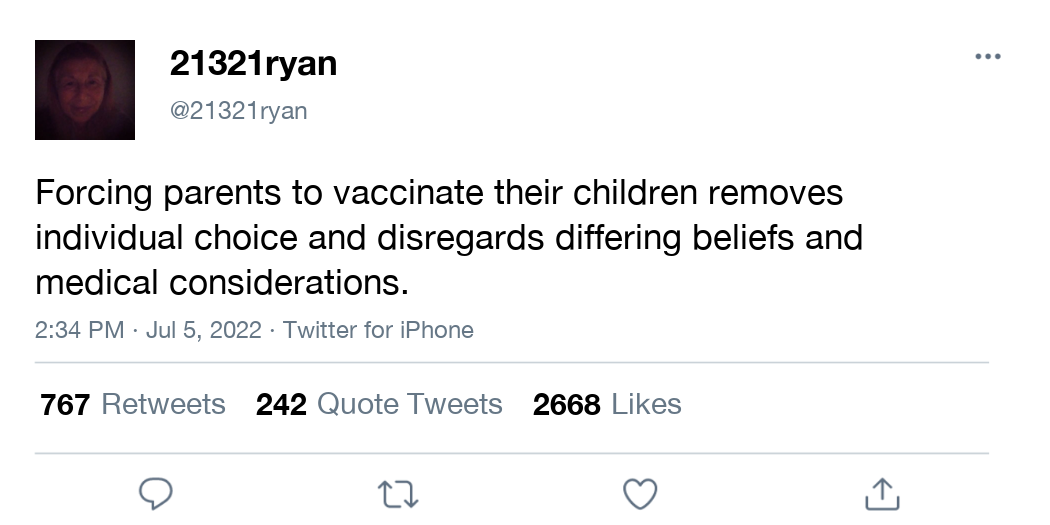 21321ryan
@21321ryan
Forcing parents to vaccinate their children removes
individual choice and disregards differing beliefs and
medical considerations.
2:34 PM · Jul 5, 2022 · Twitter for iPhone
767 Retweets 242 Quote Tweets 2668 Likes